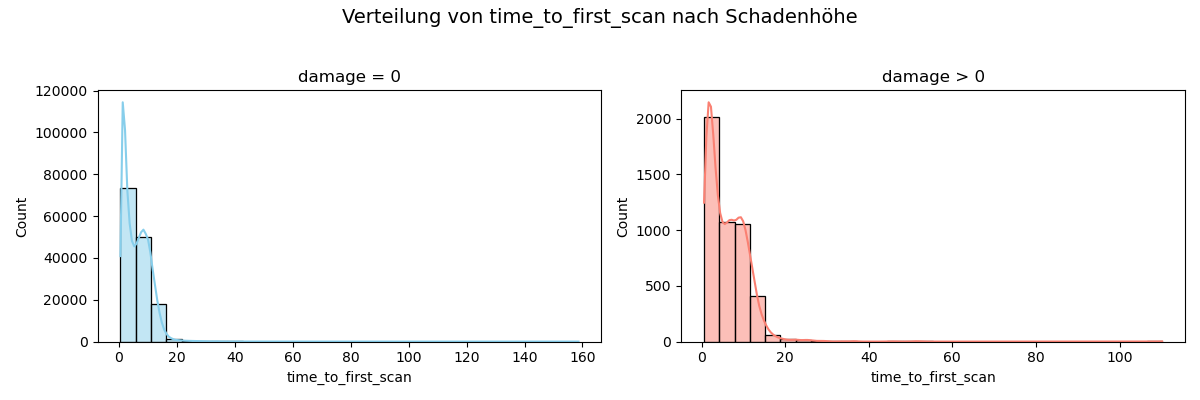 Verteilung von time_to_first_scan nach Schadenhöhe
damage = 0
120000
100000
80000
60000
40000
20000
0
Count
0 20 40 60 80 100 120 140 160
time_to_first_scan
damage > 0
2000
1500
1000
500
0
Count
0 20 40 60 80 100
time_to_first_scan